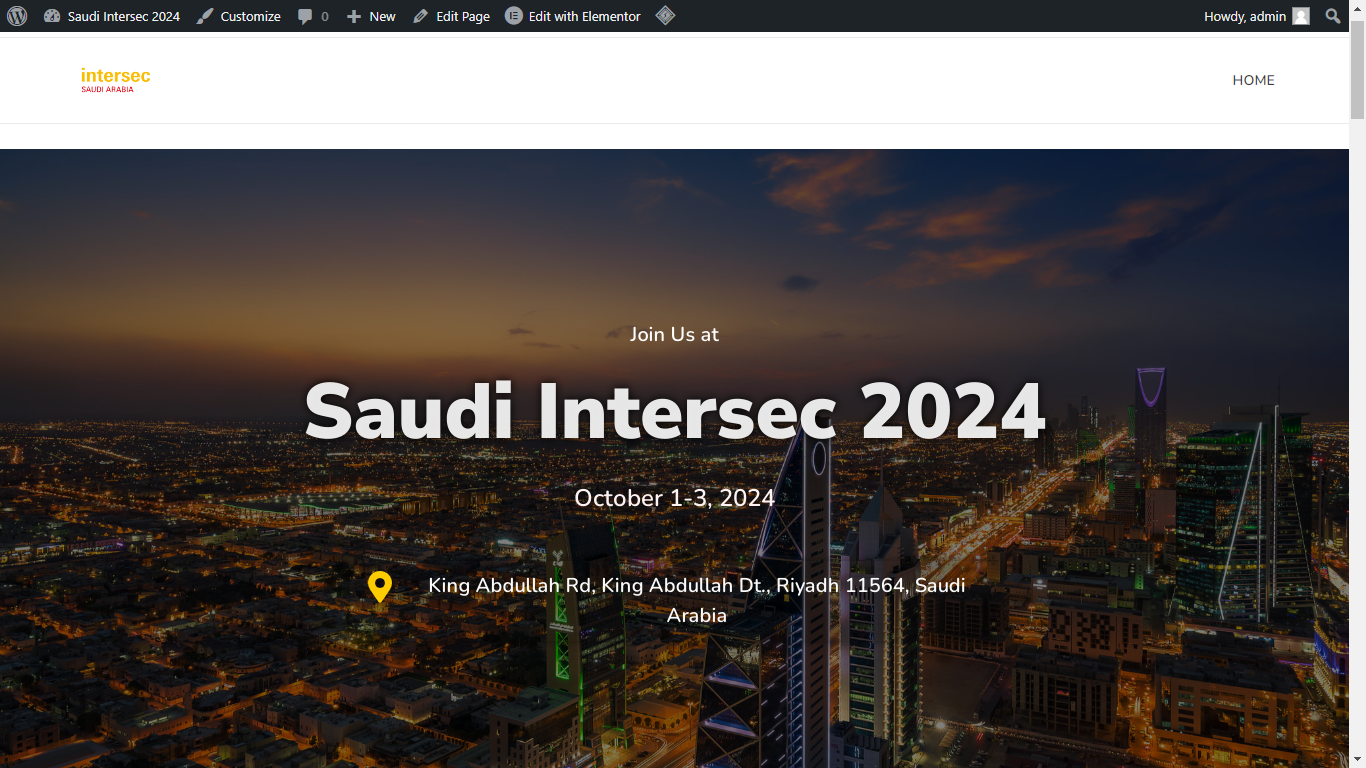 Saudi Intersec 2024 Customize 0 New Edit Page Edit with Elementor Howdy, admin
intersec
SAUDI ARABIA
HOME
Join Us at
Saudi Intersec 2024
October 1-3, 2024
King Abdullah Rd, King Abdullah Dt., Riyadh 11564, Saudi
Arabia